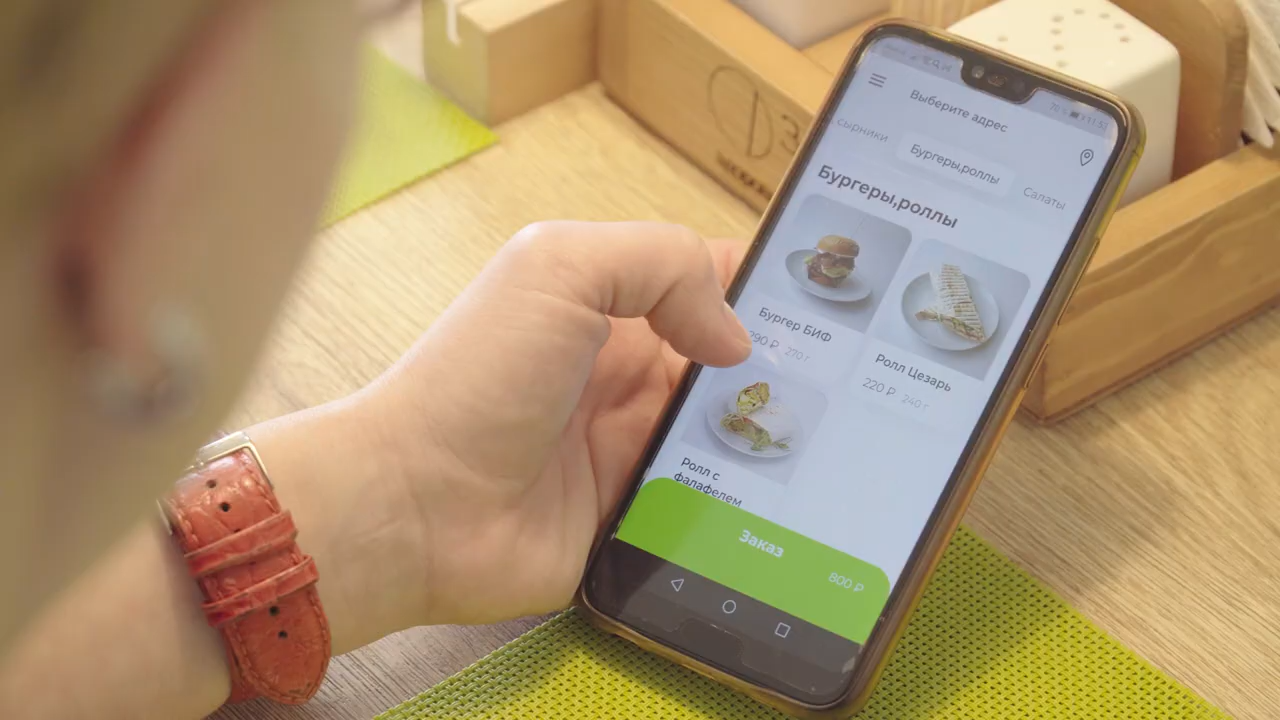 Выберите адрес
сырники
Бургеры,роллы
Салаты
Бургеры,роллы
Бургер БИФ
290 ₽ 270 г
Ролл Цезарь
220 ₽ 240 г
Ролл с
фалафелем
Заказ
800 ₽